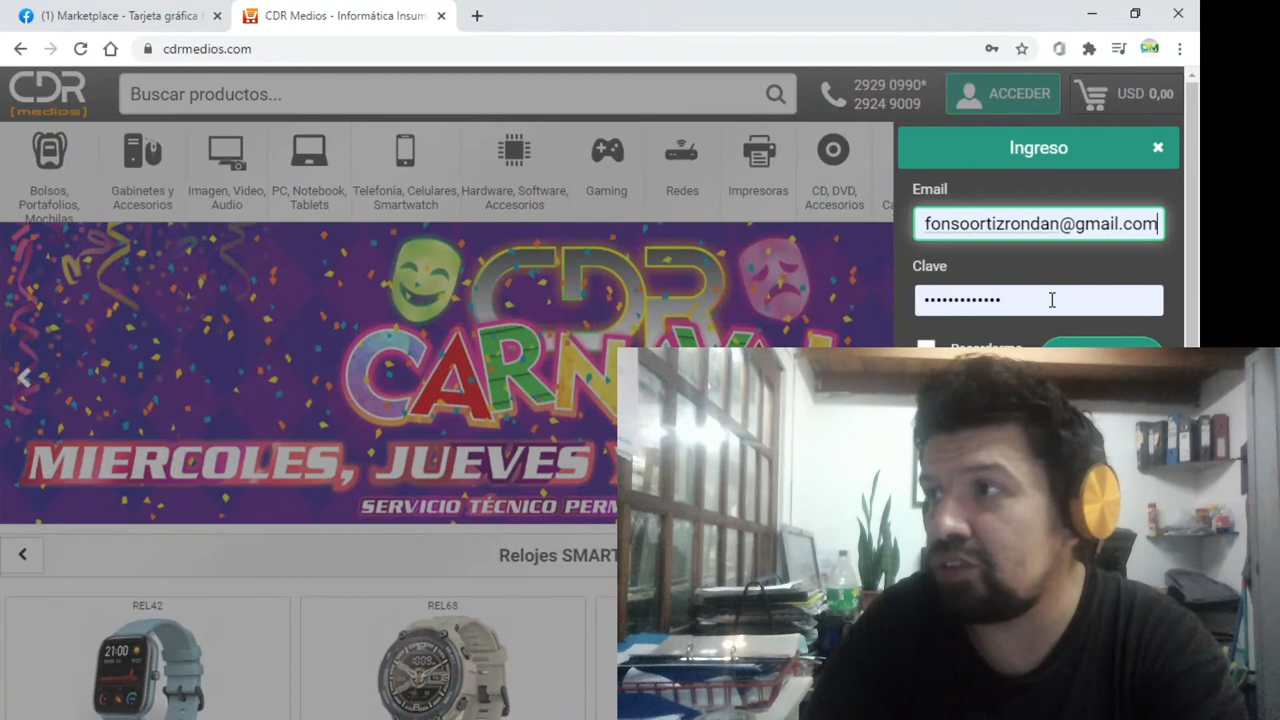 (1) Marketplace - Tarjeta gráfica
CDR Medios - Informática Insum
cdrmedios.com
CDR
[medios]
Buscar productos...
2929 0990*
2924 9009
ACCEDER
USD 0,00
Bolsos,
Portafolios,
Mochilas,
Gabinetes y
Accesorios
Imagen, Video,
Audio
PC, Notebook,
Tablets
Telefonía, Celulares,
Smartwatch
Hardware, Software,
Accesorios
Gaming
Redes
Impresoras
CD, DVD,
Accesorios
Ingreso
Email
fonsoortizrondan@gmail.com
Clave
•••••••••••••
CDR
CARNAV
MIERCOLES, JUEVES Y
SERVICIO TÉCNICO PERM
Relojes SMART
REL42
REL68
21:00
1009